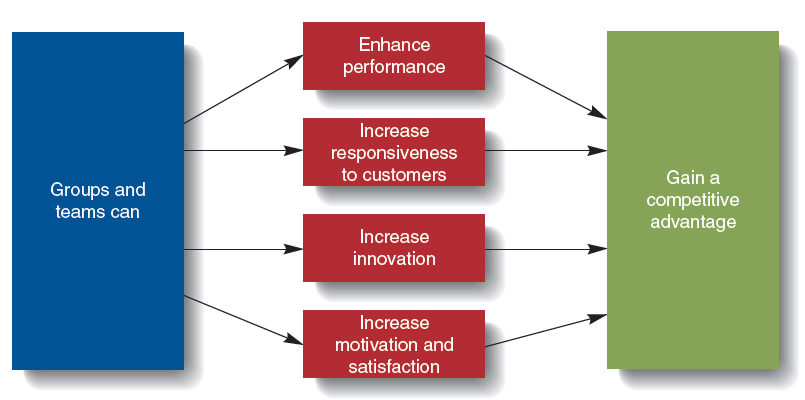 Groups and
teams can
Enhance
performance
Increase
responsiveness
to customers
Increase
innovation
Increase
motivation and
satisfaction
Gain a
competitive
advantage